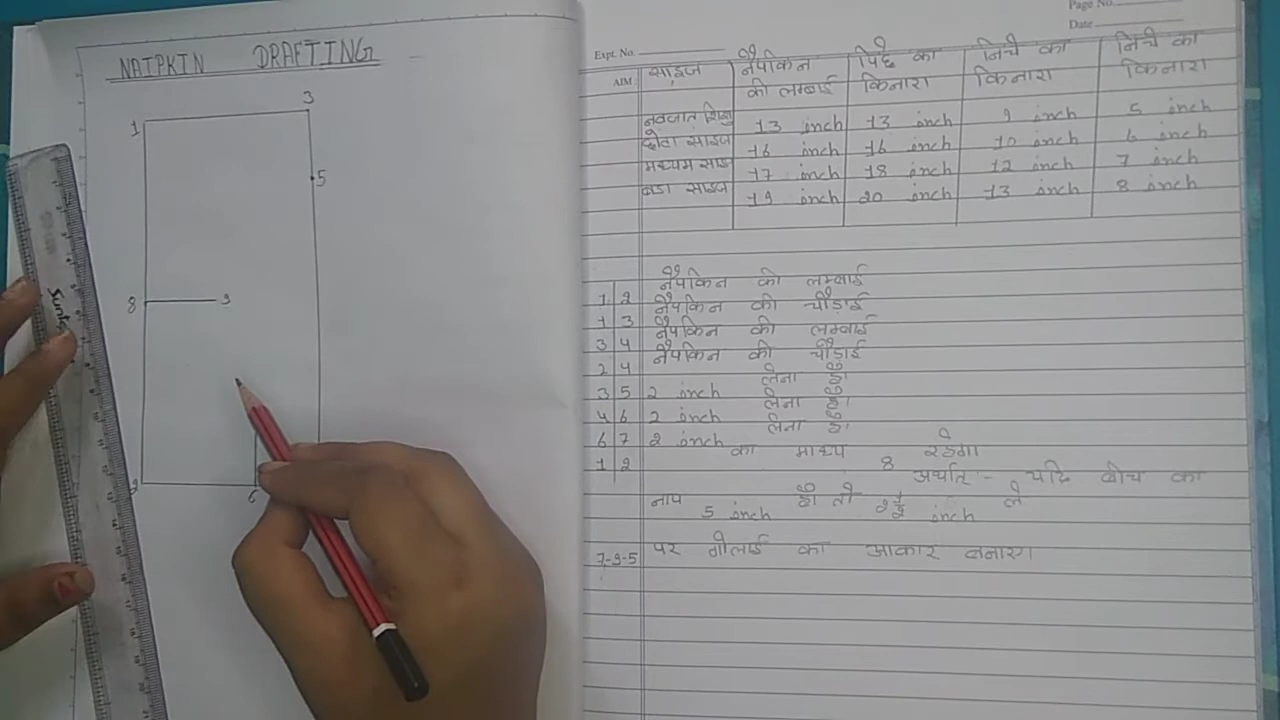 NAIPKIN DRAFTING
3
1
5
8
9
2
6
Page No.
Date
Expt. No.
AIM
साइज नैपकिन पिछे का निचे का निचे का
की लम्बाई किनारा किनारा किनारा
नवजात शिशु 13 inch 13 inch 9 inch 5 inch
छोटा साइज 16 inch 16 inch 10 inch 6 inch
मध्यम साइज 17 inch 18 inch 12 inch 7 inch
बडा साइज 19 inch 20 inch 13 inch 8 inch
1 2 नैपकिन की लम्बाई
1 3 नैपकिन की चौड़ाई
3 4 नैपकिन की लम्बाई
2 4 नैपकिन की चौड़ाई
3 5 2 inch लेना है।
4 6 2 inch लेना है।
6 7 2 inch लेना है।
1 2 का माध्य 8 रहेगा
अर्थात - यदि बीच का
नाप 5 inch हो तो inch ले
7-9-5 पर गोलाई का आकार बनाए